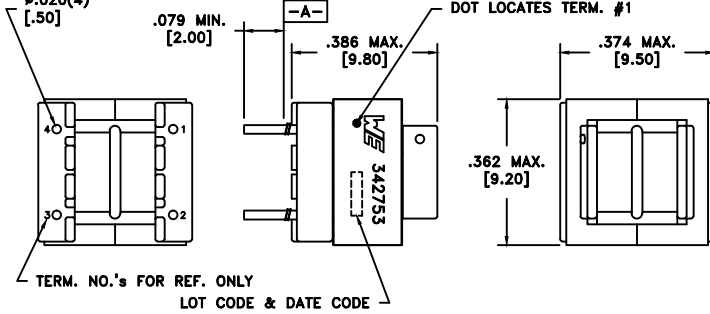 ø.020(4)
[.50]
.079 MIN.
[2.00]
-A-
.386 MAX.
[9.80]
DOT LOCATES TERM. #1
.374 MAX.
[9.50]
4
1
3
2
WE 342753
.362 MAX.
[9.20]
TERM. NO.'s FOR REF. ONLY
LOT CODE & DATE CODE